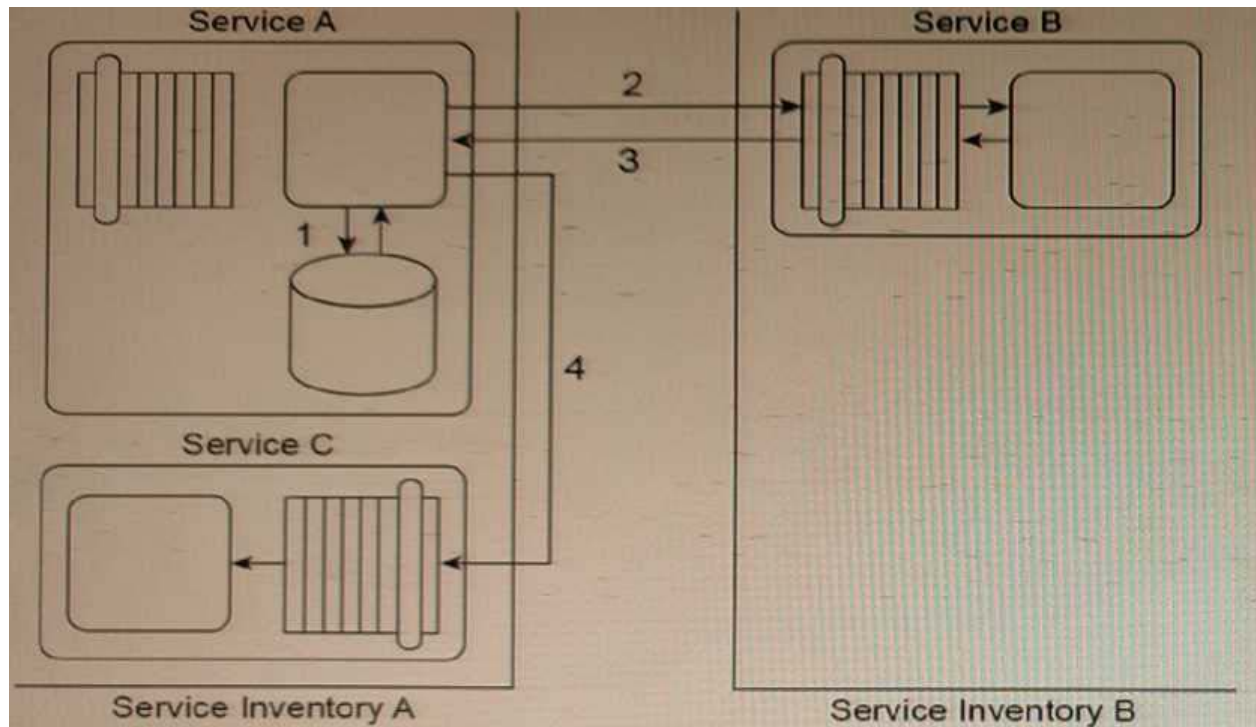 Service A
Service B
2
3
1
4
Service C
Service Inventory A
Service Inventory B